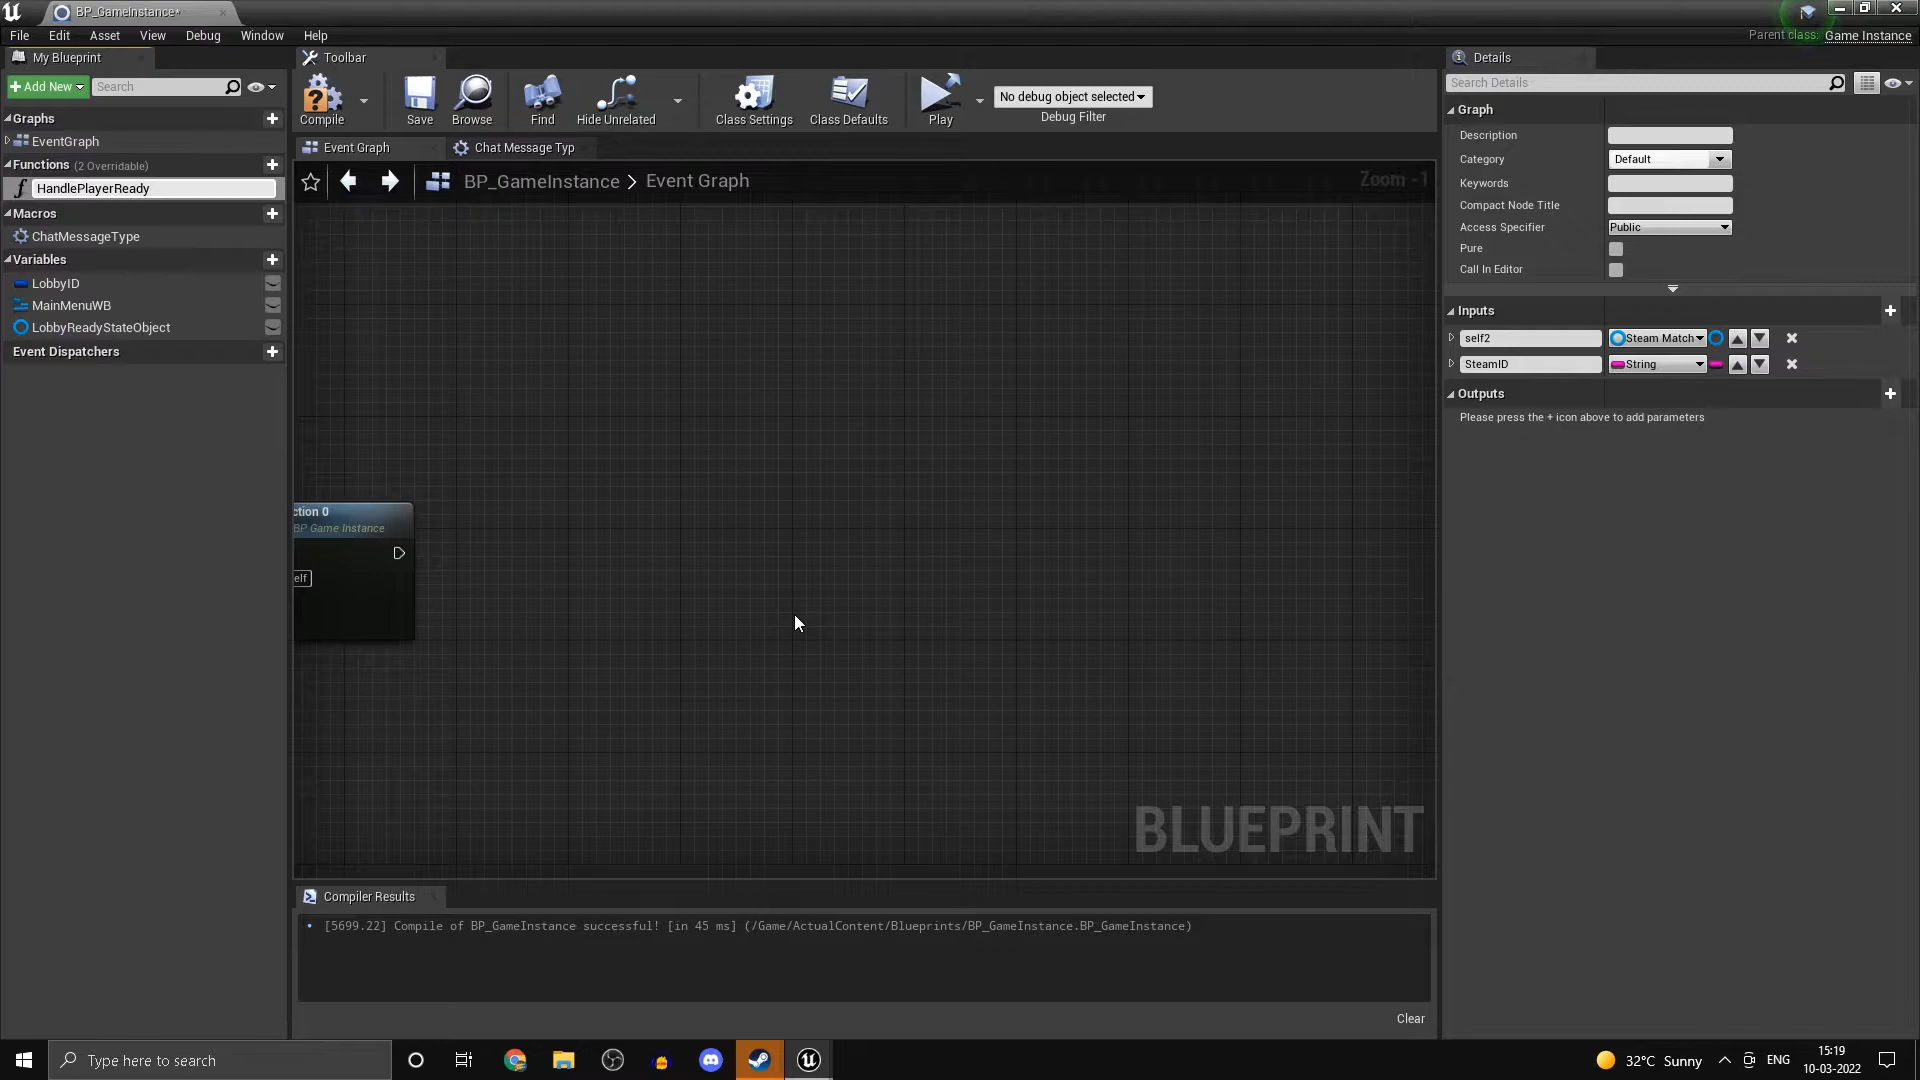 BP_GameInstance*
File Edit Asset View Debug Window Help
Parent class: Game Instance
My Blueprint
Add New
Search
Graphs
EventGraph
Functions (2 Overridable)
HandlePlayerReady
Macros
ChatMessageType
Variables
LobbyID
MainMenuWB
LobbyReadyStateObject
Event Dispatchers
Toolbar
Compile
Save
Browse
Find
Hide Unrelated
Class Settings
Class Defaults
Play
No debug object selected
Debug Filter
Event Graph
Chat Message Typ
BP_GameInstance > Event Graph
Zoom -1
ction 0
BP Game Instance
elf
BLUEPRINT
Compiler Results
• [5699.22] Compile of BP_GameInstance successful! [in 45 ms] (/Game/ActualContent/Blueprints/BP_GameInstance.BP_GameInstance)
Clear
Details
Search Details
Graph
Description
Category Default
Keywords
Compact Node Title
Access Specifier Public
Pure
Call In Editor
Inputs
self2 Steam Match
SteamID String
Outputs
Please press the + icon above to add parameters
Type here to search
32°C Sunny
ENG
15:19
10-03-2022